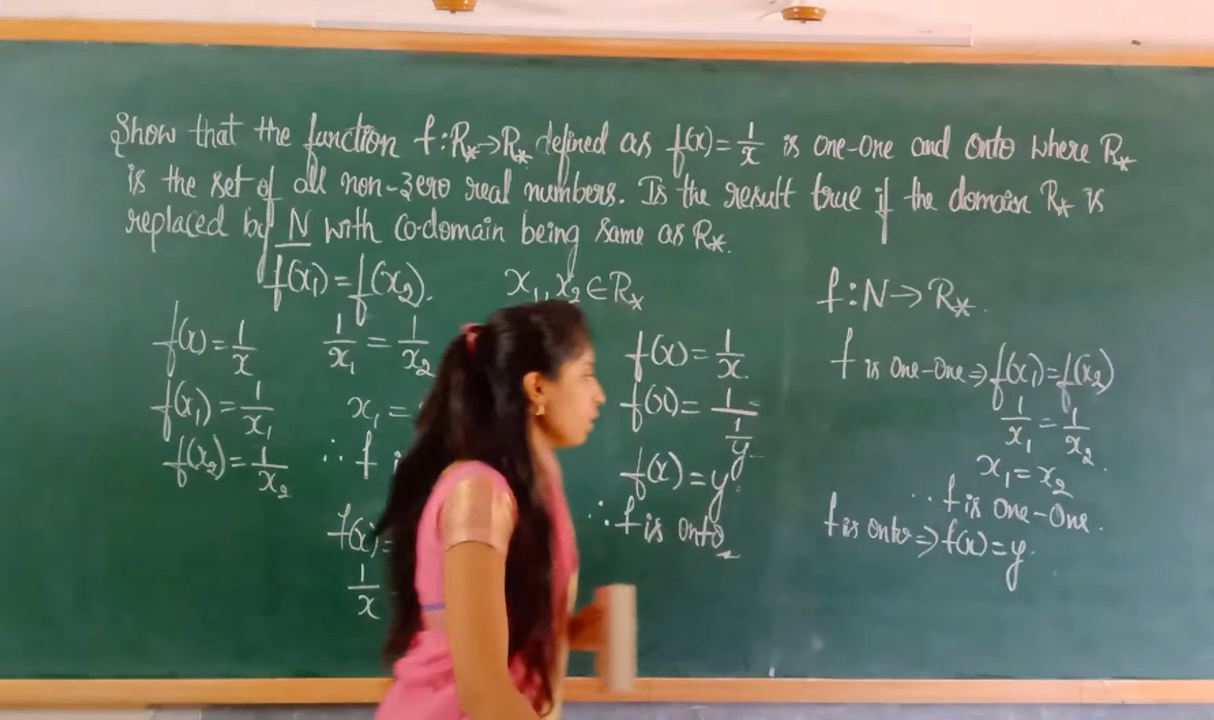 Show that the function f:R*→R* defined as f(x)=1/x is one-one and onto where R*
is the set of all non-zero real numbers. Is the result true if the domain R* is
replaced by N with co-domain being same as R*.
f(x₁)=f(x₂).
1/x₁ = 1/x₂
x₁ =
∴ f
f(x)=1/x
f(x₁)=1/x₁
f(x₂)=1/x₂
f(x)=
1/x
x₁, x₂∈R*
f(x)=1/x
f(x)=1/(1/y)
f(x)=y
∴ f is onto
f:N→R*.
f is one-one⇒f(x₁)=f(x₂)
1/x₁=1/x₂
x₁=x₂.
∴ f is one-one.
f is onto⇒f(x)=y.